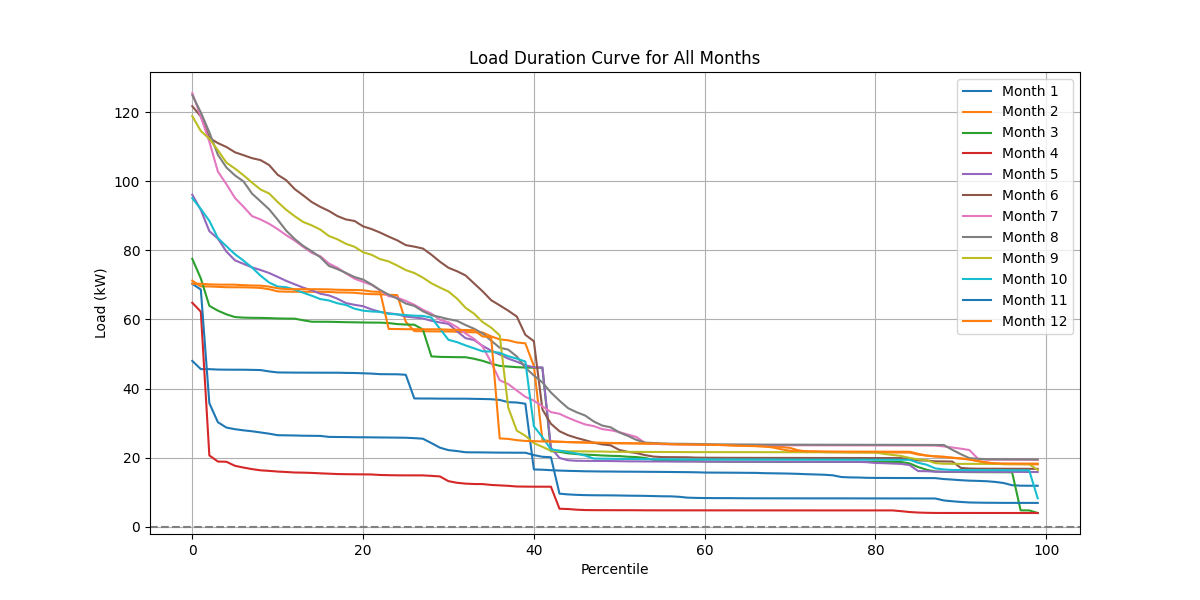 Load Duration Curve for All Months
Load (kW)
120
100
80
60
40
20
0
0 20 40 60 80 100
Percentile
Month 1
Month 2
Month 3
Month 4
Month 5
Month 6
Month 7
Month 8
Month 9
Month 10
Month 11
Month 12